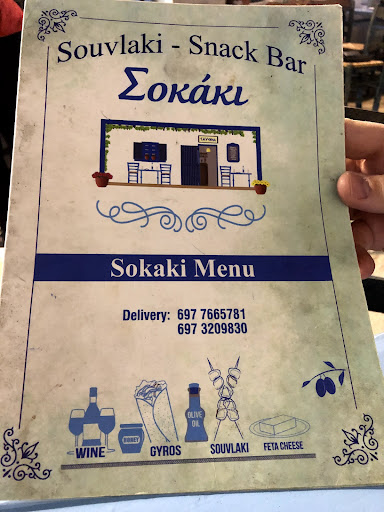 Souvlaki - Snack Bar
Σοκάκι
ΤΑΥΕΡΝΑ
Sokaki Menu
Delivery: 697 7665781
697 3209830
HONEY
OLIVE
OIL
WINE
GYROS
SOUVLAKI
FETA CHEESE